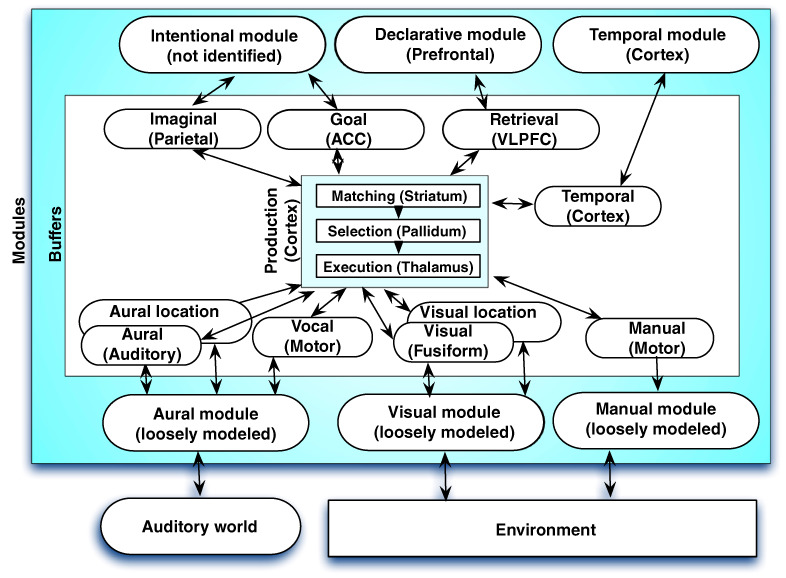 Intentional module
(not identified)
Declarative module
(Prefrontal)
Temporal module
(Cortex)
Imaginal
(Parietal)
Goal
(ACC)
Retrieval
(VLPFC)
Modules
Buffers
Production
(Cortex)
Matching (Striatum)
Selection (Pallidum)
Execution (Thalamus)
Temporal
(Cortex)
Aural location
Aural
(Auditory)
Vocal
(Motor)
Visual location
Visual
(Fusiform)
Manual
(Motor)
Aural module
(loosely modeled)
Visual module
(loosely modeled)
Manual module
(loosely modeled)
Auditory world
Environment